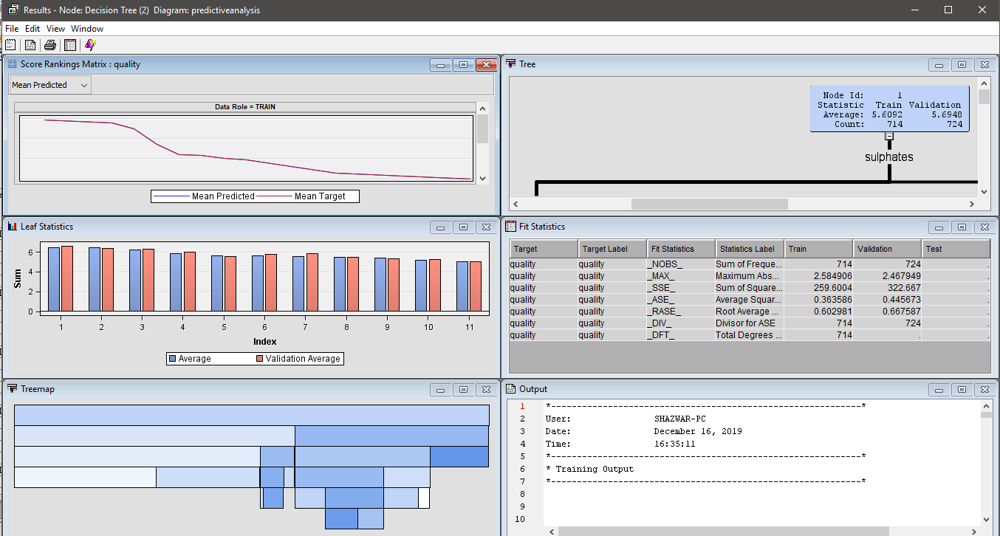 Results - Node: Decision Tree (2) Diagram: predictiveanalysis
File Edit View Window
Score Rankings Matrix : quality
Mean Predicted
Data Role = TRAIN
Mean Predicted Mean Target
Tree
Node Id: 1
Statistic Train Validation
Average: 5.6092 5.6948
Count: 714 724
sulphates
Leaf Statistics
Sum
6
4
2
0
1 2 3 4 5 6 7 8 9 10 11
Index
Average Validation Average
Fit Statistics
Target Target Label Fit Statistics Statistics Label Train Validation Test
quality quality _NOBS_ Sum of Freque... 714 724 .
quality quality _MAX_ Maximum Abs... 2.584906 2.467949 .
quality quality _SSE_ Sum of Square... 259.6004 322.667 .
quality quality _ASE_ Average Squar... 0.363586 0.445673 .
quality quality _RASE_ Root Average ... 0.602981 0.667587 .
quality quality _DIV_ Divisor for ASE 714 724 .
quality quality _DFT_ Total Degrees ... 714 . .
Treemap
Output
1 *------------------------------------------------------------*
2 User: SHAZWAR-PC
3 Date: December 16, 2019
4 Time: 16:35:11
5 *------------------------------------------------------------*
6 * Training Output
7 *------------------------------------------------------------*
8
9
10